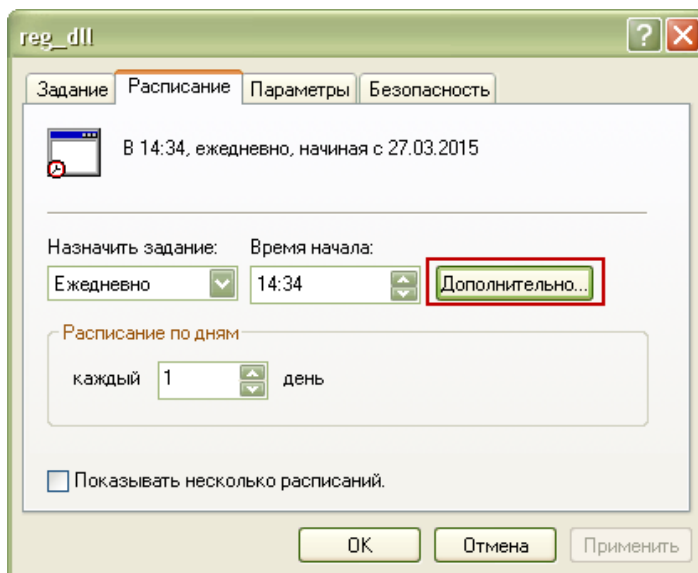 reg_dll
Задание Расписание Параметры Безопасность
В 14:34, ежедневно, начиная с 27.03.2015
Назначить задание: Время начала:
Ежедневно 14:34 Дополнительно...
Расписание по дням
каждый 1 день
Показывать несколько расписаний.
OK Отмена Применить